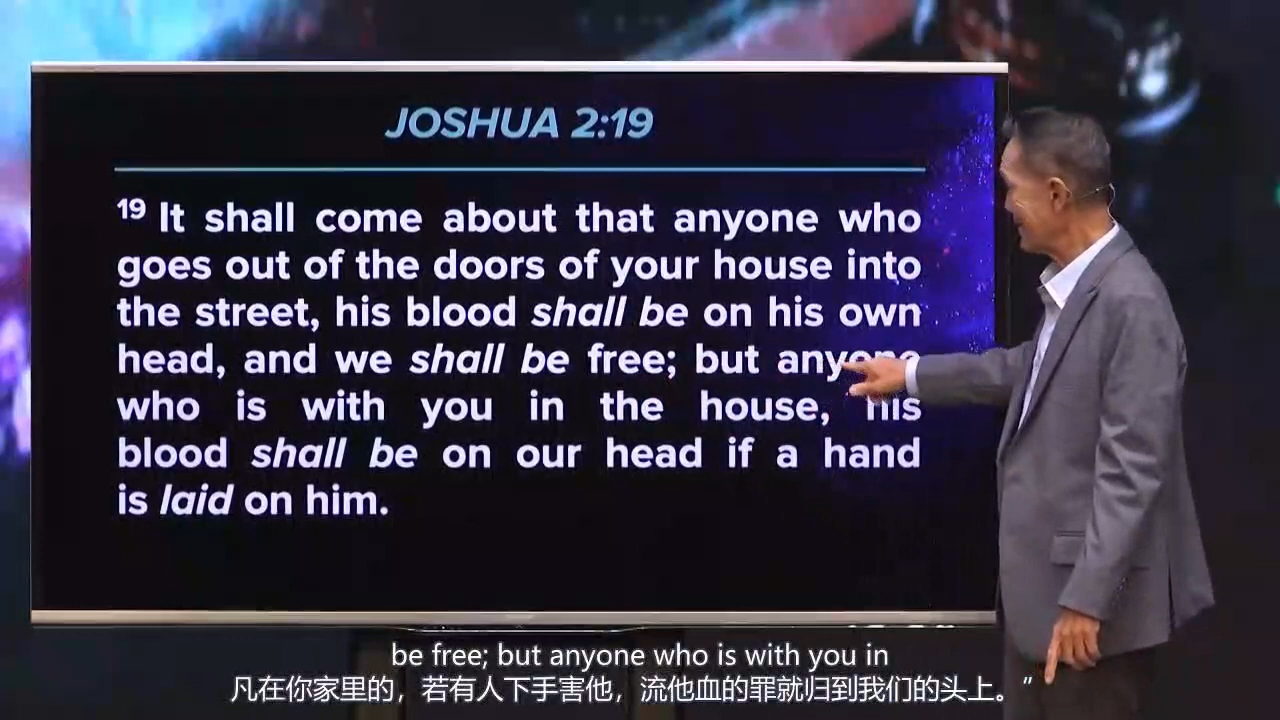 JOSHUA 2:19
19 It shall come about that anyone who
goes out of the doors of your house into
the street, his blood shall be on his own
head, and we shall be free; but anyone
who is with you in the house, his
blood shall be on our head if a hand
is laid on him.
be free; but anyone who is with you in
凡在你家里的，若有人下手害他，流他血的罪就归到我们的头上。”